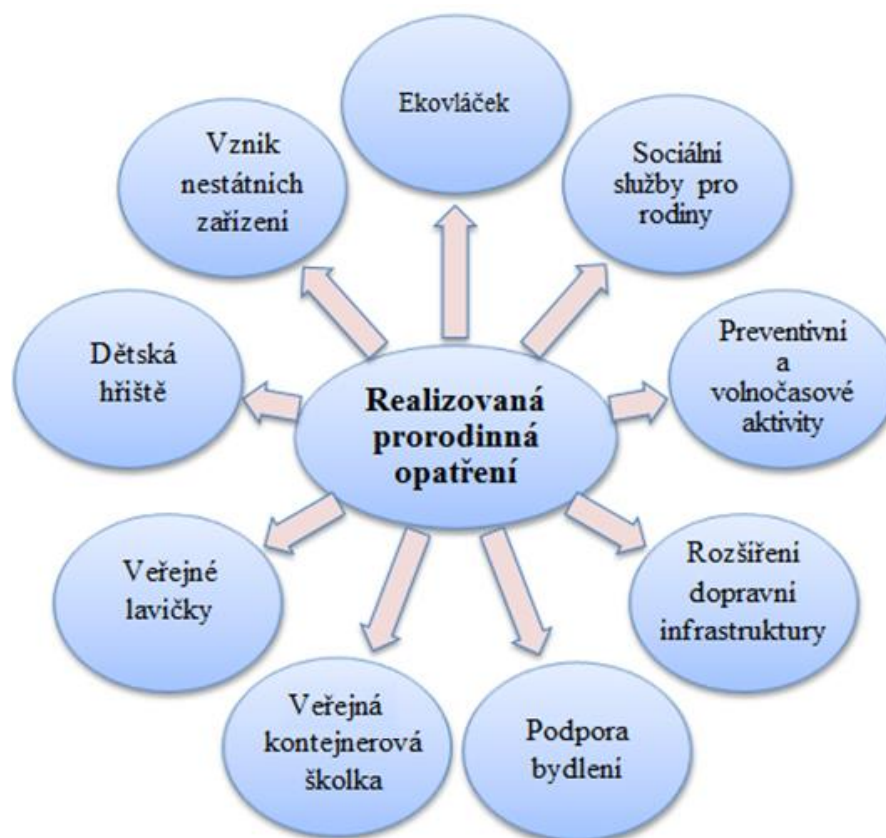 Ekovláček
Sociální
služby pro
rodiny
Preventivní
a
volnočasové
aktivity
Rozšíření
dopravní
infrastruktury
Podpora
bydlení
Veřejná
kontejnerová
školka
Veřejné
lavičky
Dětská
hřiště
Vznik
nestátních
zařízení
Realizovaná
prorodinná
opatření